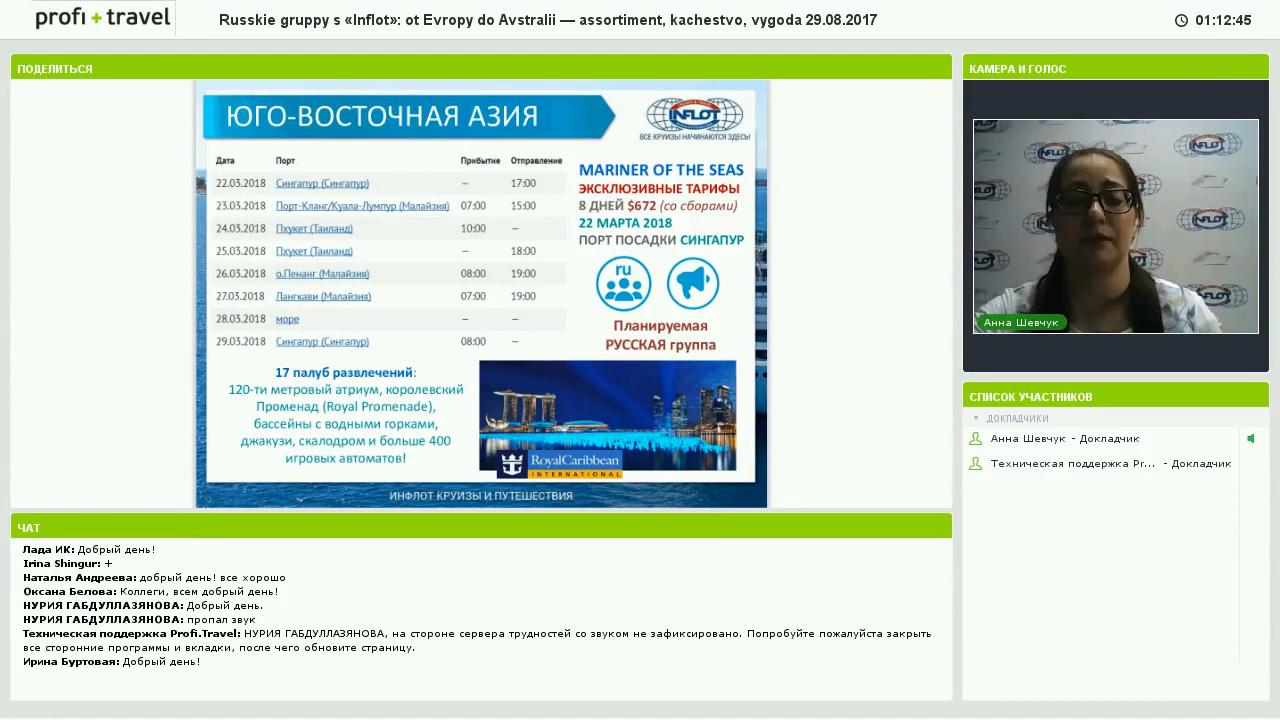 profi + travel
Russkie gruppy s «Inflot»: ot Evropy do Avstralii — assortiment, kachestvo, vygoda 29.08.2017
01:12:45
ПОДЕЛИТЬСЯ
ЮГО-ВОСТОЧНАЯ АЗИЯ
INFLOT
ВСЕ КРУИЗЫ НАЧИНАЮТСЯ ЗДЕСЬ!
Дата Порт Прибытие Отправление
22.03.2018 Сингапур (Сингапур) — 17:00
23.03.2018 Порт-Кланг/Куала-Лумпур (Малайзия) 07:00 15:00
24.03.2018 Пхукет (Таиланд) 10:00 —
25.03.2018 Пхукет (Таиланд) — 18:00
26.03.2018 о.Пенанг (Малайзия) 08:00 19:00
27.03.2018 Лангкави (Малайзия) 07:00 19:00
28.03.2018 море — —
29.03.2018 Сингапур (Сингапур) 08:00 —
MARINER OF THE SEAS
ЭКСКЛЮЗИВНЫЕ ТАРИФЫ
8 ДНЕЙ $672 (со сборами)
22 МАРТА 2018
ПОРТ ПОСАДКИ СИНГАПУР
ru
Планируемая
РУССКАЯ группа
17 палуб развлечений:
120-ти метровый атриум, королевский
Променад (Royal Promenade),
бассейны с водными горками,
джакузи, скалодром и больше 400
игровых автоматов!
RoyalCaribbean
INTERNATIONAL
ИНФЛОТ КРУИЗЫ И ПУТЕШЕСТВИЯ
КАМЕРА И ГОЛОС
INFLOT
INFLOT
INFLOT
Анна Шевчук
СПИСОК УЧАСТНИКОВ
ДОКЛАДЧИКИ
Анна Шевчук - Докладчик
Техническая поддержка Pr... - Докладчик
ЧАТ
Лада ИК: Добрый день!
Irina Shingur: +
Наталья Андреева: добрый день! все хорошо
Оксана Белова: Коллеги, всем добрый день!
НУРИЯ ГАБДУЛЛАЗЯНОВА: Добрый день.
НУРИЯ ГАБДУЛЛАЗЯНОВА: пропал звук
Техническая поддержка Profi.Travel: НУРИЯ ГАБДУЛЛАЗЯНОВА, на стороне сервера трудностей со звуком не зафиксировано. Попробуйте пожалуйста закрыть
все сторонние программы и вкладки, после чего обновите страницу.
Ирина Буртовая: Добрый день!